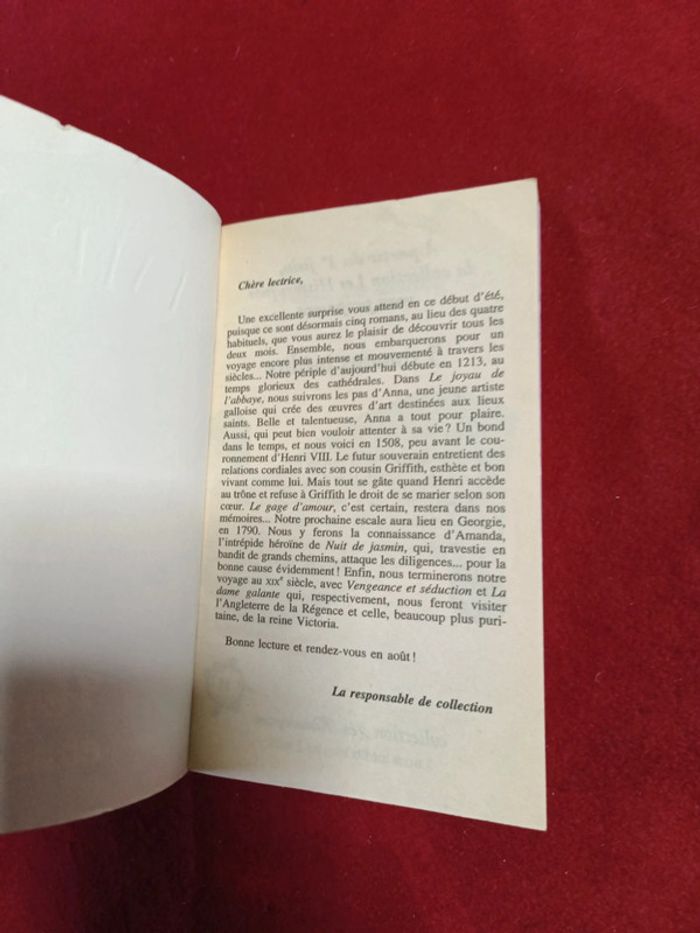 Chère lectrice,
Une excellente surprise vous attend en ce début d'été,
puisque ce sont désormais cinq romans, au lieu des quatre
habituels, que vous aurez le plaisir de découvrir tous les
deux mois. Ensemble, nous embarquerons pour un
voyage encore plus intense et mouvementé à travers les
siècles... Notre périple d'aujourd'hui débute en 1213, au
temps glorieux des cathédrales. Dans Le joyau de
l'abbaye, nous suivrons les pas d'Anna, une jeune artiste
galloise qui crée des œuvres d'art destinées aux lieux
saints. Belle et talentueuse, Anna a tout pour plaire.
Aussi, qui peut bien vouloir attenter à sa vie ? Un bond
dans le temps, et nous voici en 1508, peu avant le cou-
ronnement d'Henri VIII. Le futur souverain entretient des
relations cordiales avec son cousin Griffith, esthète et bon
vivant comme lui. Mais tout se gâte quand Henri accède
au trône et refuse à Griffith le droit de se marier selon son
cœur. Le gage d'amour, c'est certain, restera dans nos
mémoires... Notre prochaine escale aura lieu en Georgie,
en 1790. Nous y ferons la connaissance d'Amanda,
l'intrépide héroïne de Nuit de jasmin, qui, travestie en
bandit de grands chemins, attaque les diligences... pour la
bonne cause évidemment ! Enfin, nous terminerons notre
voyage au XIXe siècle, avec Vengeance et séduction et La
dame galante qui, respectivement, nous feront visiter
l'Angleterre de la Régence et celle, beaucoup plus puri-
taine, de la reine Victoria.
Bonne lecture et rendez-vous en août !
La responsable de collection